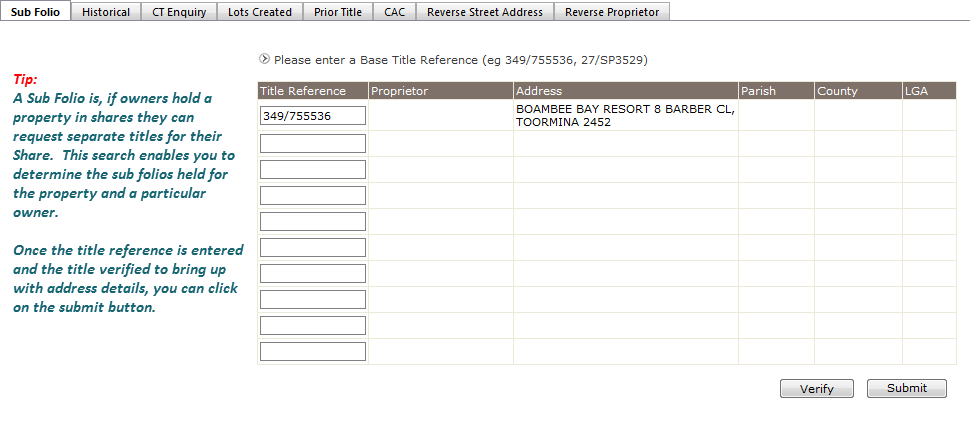 Sub Folio Historical CT Enquiry Lots Created Prior Title CAC Reverse Street Address Reverse Proprietor
Please enter a Base Title Reference (eg 349/755536, 27/SP3529)
Tip:
A Sub Folio is, if owners hold a
property in shares they can
request separate titles for their
Share.  This search enables you to
determine the sub folios held for
the property and a particular
owner.
Once the title reference is entered
and the title verified to bring up
with address details, you can click
on the submit button.
Title Reference Proprietor Address Parish County LGA
349/755536 BOAMBEE BAY RESORT 8 BARBER CL,
TOORMINA 2452
Verify Submit